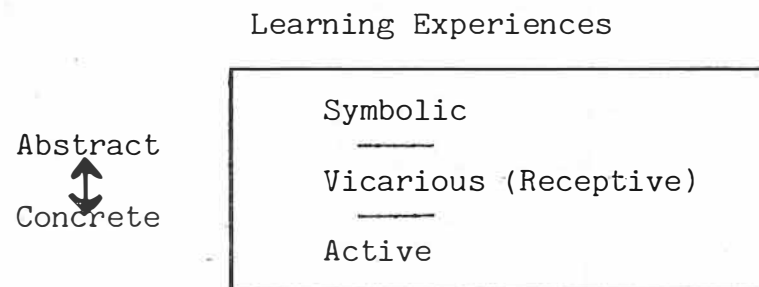 Learning Experiences
Symbolic
Abstract
Vicarious (Receptive)
Concrete
Active